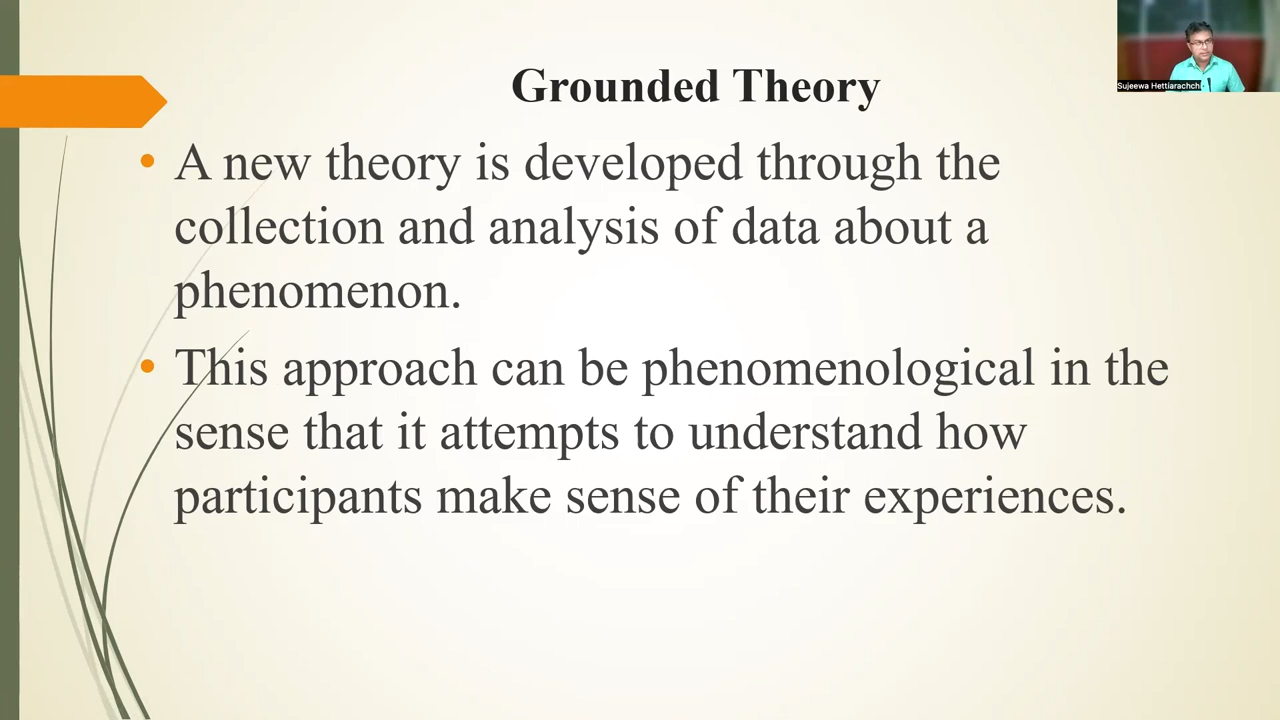 Grounded Theory
• A new theory is developed through the
collection and analysis of data about a
phenomenon.
• This approach can be phenomenological in the
sense that it attempts to understand how
participants make sense of their experiences.
Sujeewa Hettiarachchi